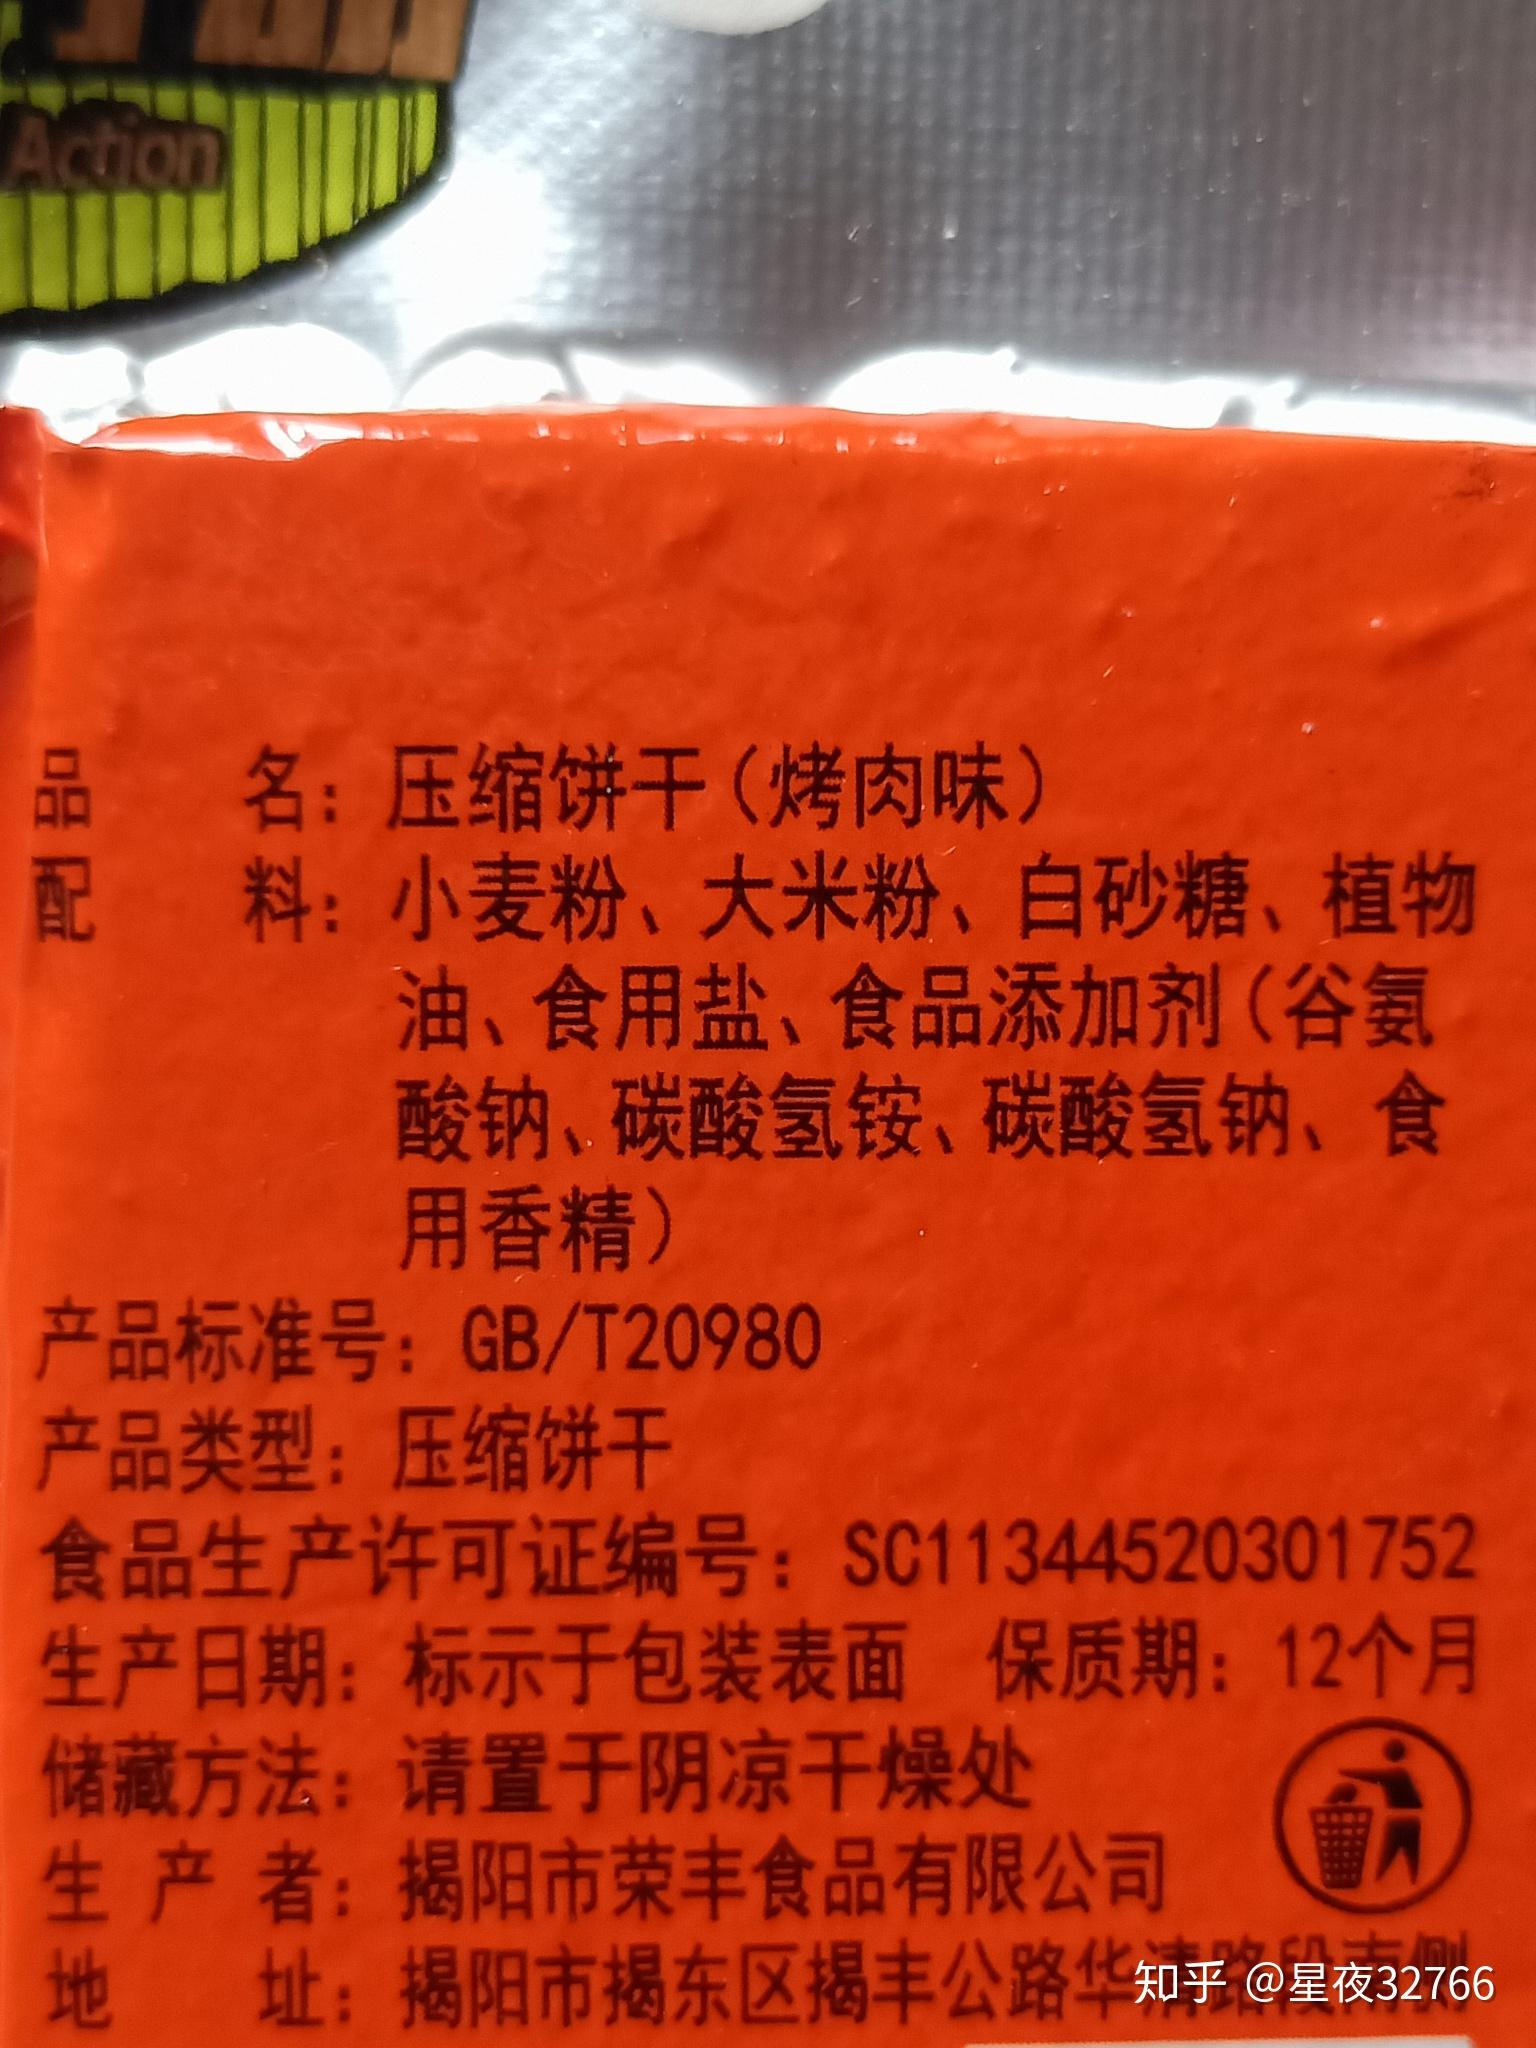 Action
品 名：压缩饼干（烤肉味）
配 料：小麦粉、大米粉、白砂糖、植物
油、食用盐、食品添加剂（谷氨
酸钠、碳酸氢铵、碳酸氢钠、食
用香精）
产品标准号：GB/T20980
产品类型：压缩饼干
食品生产许可证编号：SC11344520301752
生产日期：标示于包装表面 保质期：12个月
储藏方法：请置于阴凉干燥处
生 产 者：揭阳市荣丰食品有限公司
地 址：揭阳市揭东区揭丰公路华清路段南侧
知乎 @星夜32766